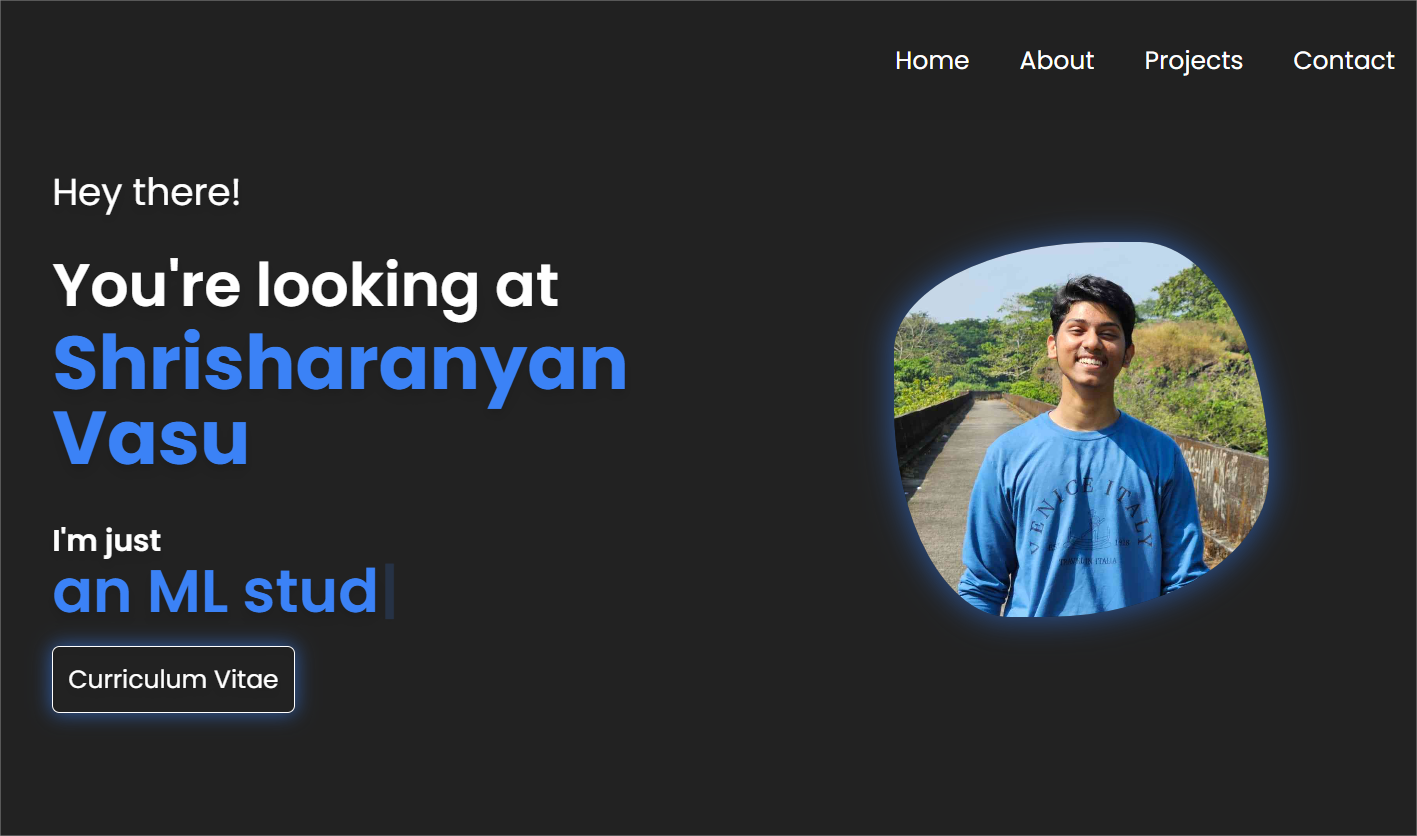 Home About Projects Contact
Hey there!
You're looking at
Shrisharanyan
Vasu
I'm just
an ML stud
Curriculum Vitae
VENICE ITALY